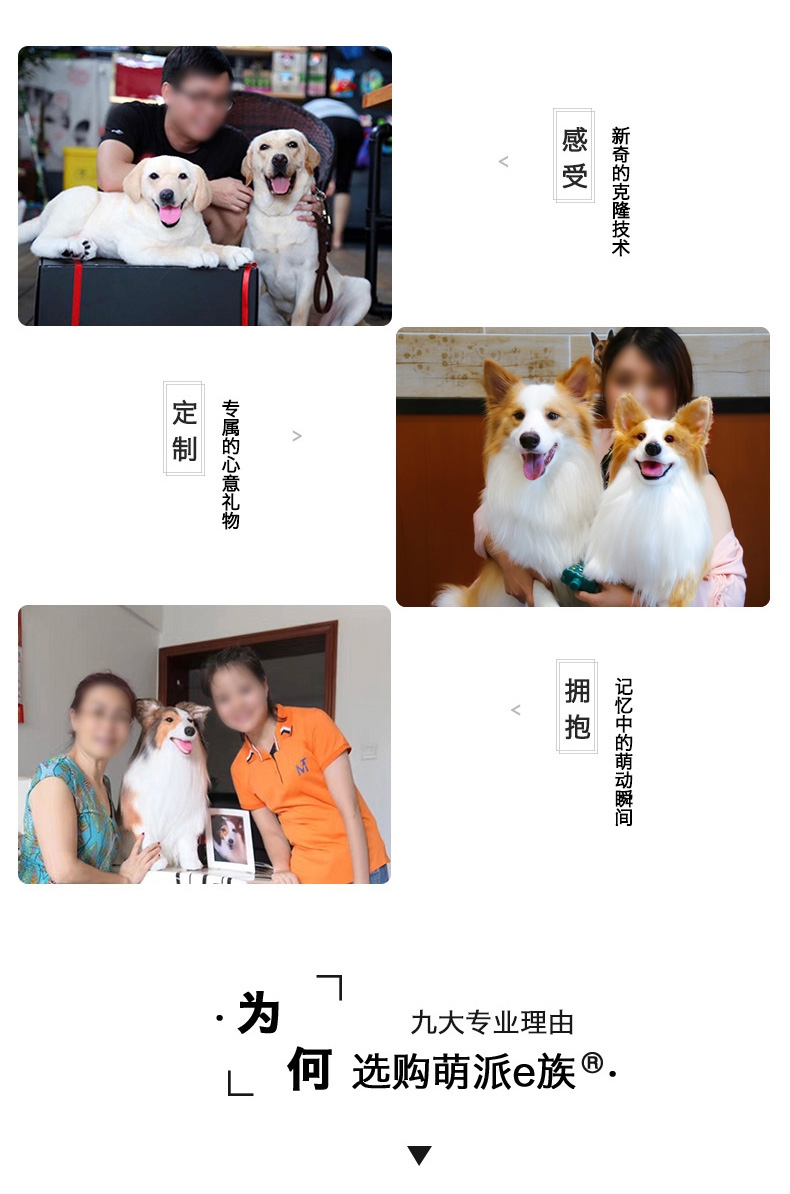 感受
新奇的克隆技术
<
定制
专属的心意礼物
>
拥抱
记忆中的萌动瞬间
<
·为何
九大专业理由
选购萌派e族®·